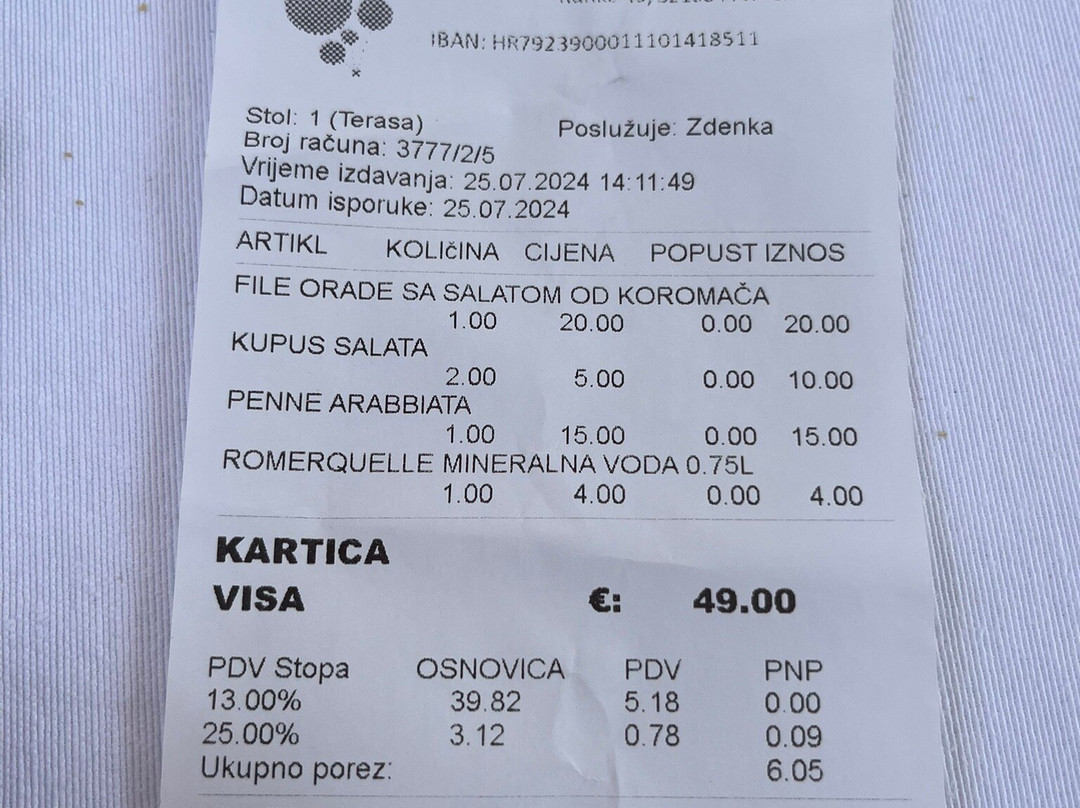 IBAN: HR7923900011101418511
Stol: 1 (Terasa) Poslužuje: Zdenka
Broj računa: 3777/2/5
Vrijeme izdavanja: 25.07.2024 14:11:49
Datum isporuke: 25.07.2024
ARTIKL KOLIčINA CIJENA POPUST IZNOS
FILE ORADE SA SALATOM OD KOROMAČA
1.00 20.00 0.00 20.00
KUPUS SALATA
2.00 5.00 0.00 10.00
PENNE ARABBIATA
1.00 15.00 0.00 15.00
ROMERQUELLE MINERALNA VODA 0.75L
1.00 4.00 0.00 4.00
KARTICA
VISA €: 49.00
PDV Stopa OSNOVICA PDV PNP
13.00% 39.82 5.18 0.00
25.00% 3.12 0.78 0.09
Ukupno porez: 6.05